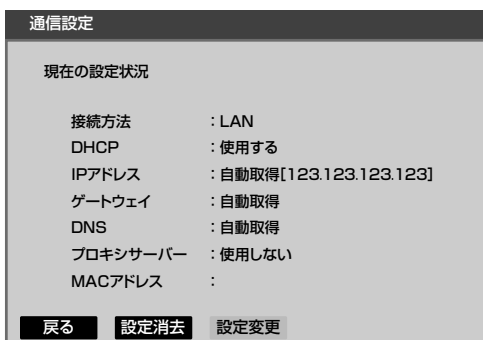 通信設定
現在の設定状況
接続方法 : LAN
DHCP : 使用する
IPアドレス : 自動取得[123.123.123.123]
ゲートウェイ : 自動取得
DNS : 自動取得
プロキシサーバー : 使用しない
MACアドレス :
戻る 設定消去 設定変更